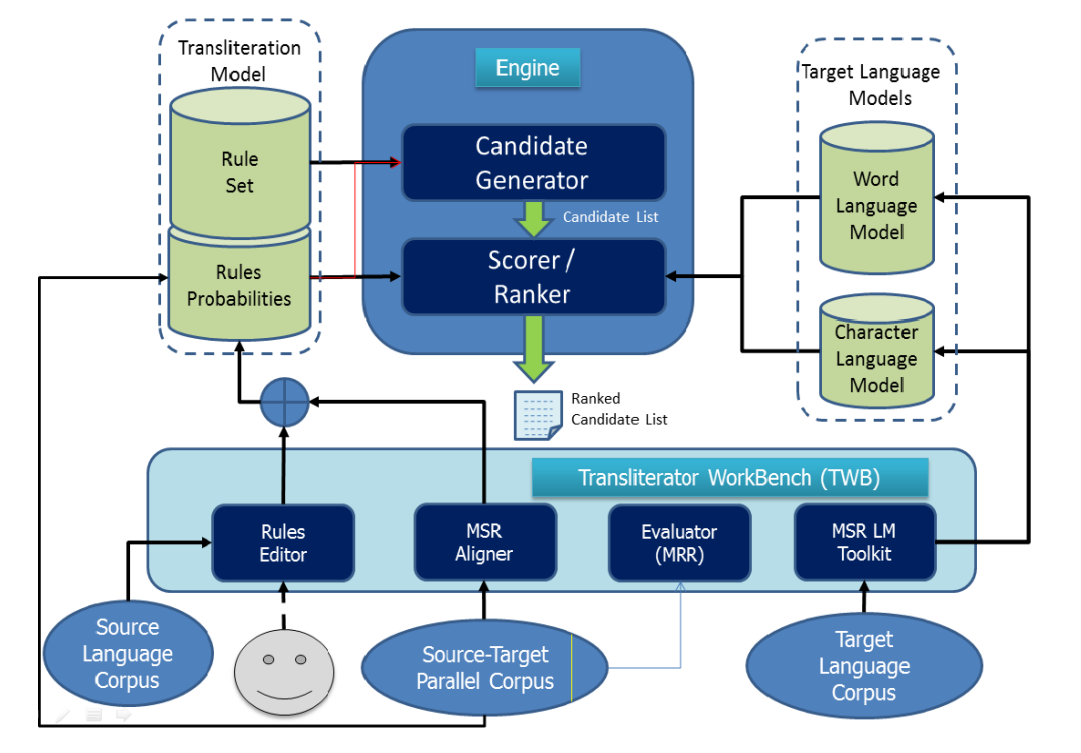 Transliteration
Model
Rule
Set
Rules
Probabilities
Engine
Candidate
Generator
Candidate List
Scorer /
Ranker
Ranked
Candidate List
Target Language
Models
Word
Language
Model
Character
Language
Model
Transliterator WorkBench (TWB)
Rules
Editor
MSR
Aligner
Evaluator
(MRR)
MSR LM
Toolkit
Source
Language
Corpus
Source-Target
Parallel Corpus
Target
Language
Corpus